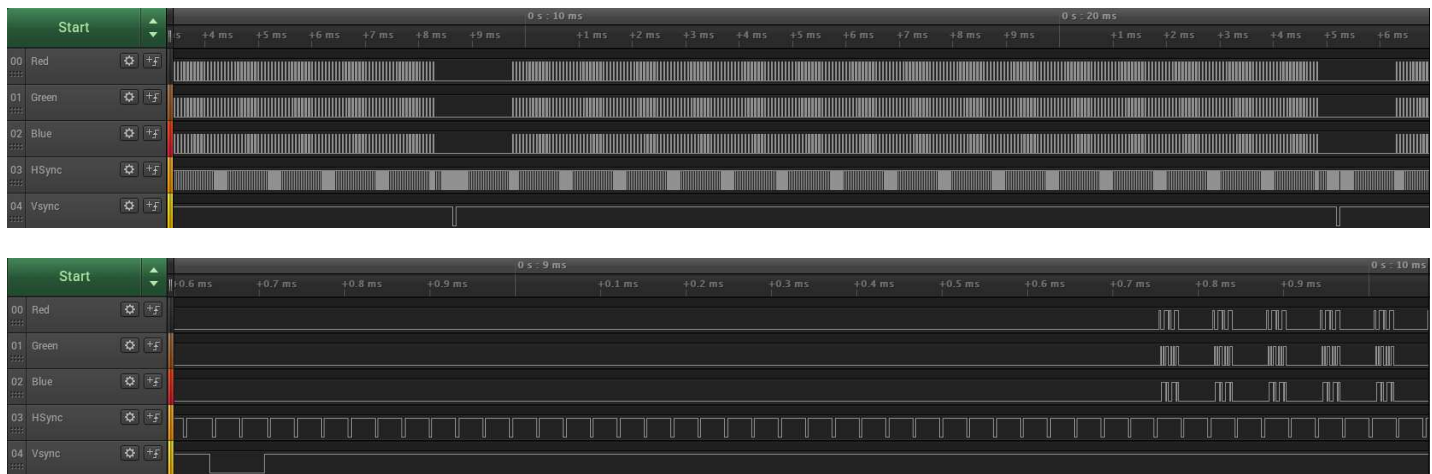 0 s : 10 ms 0 s : 20 ms
Start +4 ms +5 ms +6 ms +7 ms +8 ms +9 ms +1 ms +2 ms +3 ms +4 ms +5 ms +6 ms +7 ms +8 ms +9 ms +1 ms +2 ms +3 ms +4 ms +5 ms +6 ms
00 Red
01 Green
02 Blue
03 HSync
04 Vsync
0 s : 9 ms 0 s : 10 ms
Start +0.6 ms +0.7 ms +0.8 ms +0.9 ms +0.1 ms +0.2 ms +0.3 ms +0.4 ms +0.5 ms +0.6 ms +0.7 ms +0.8 ms +0.9 ms
00 Red
01 Green
02 Blue
03 HSync
04 Vsync